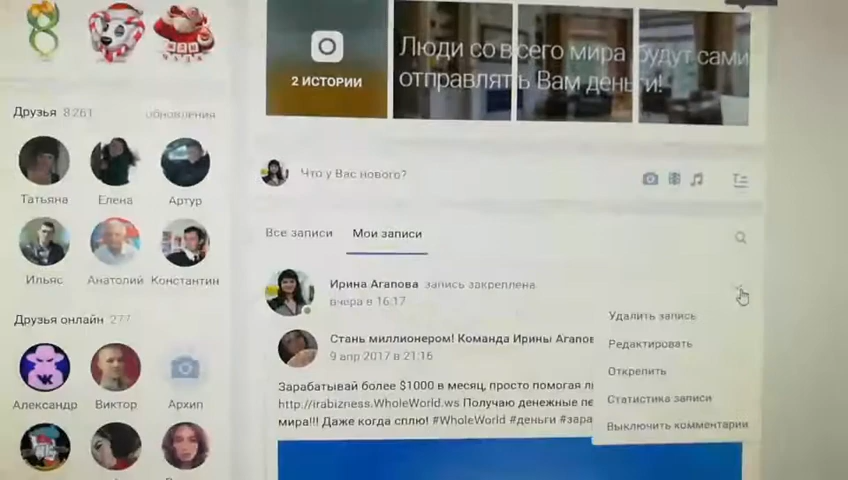 Друзья 8 261
обновления
Татьяна
Елена
Артур
Ильяс
Анатолий
Константин
Друзья онлайн 277
Александр
Виктор
Архип
2 ИСТОРИИ
Люди со всего мира будут сами
отправлять Вам деньги!
Что у Вас нового?
Все записи
Мои записи
Ирина Агапова запись закреплена
вчера в 16:17
Стань миллионером! Команда Ирины Агапов
9 апр 2017 в 21:16
Зарабатывай более $1000 в месяц, просто помогая л
http://irabizness.WholeWorld.ws Получаю денежные пе
мира!!! Даже когда сплю! #WholeWorld #деньги #зара
Удалить запись
Редактировать
Открепить
Статистика записи
Выключить комментарии